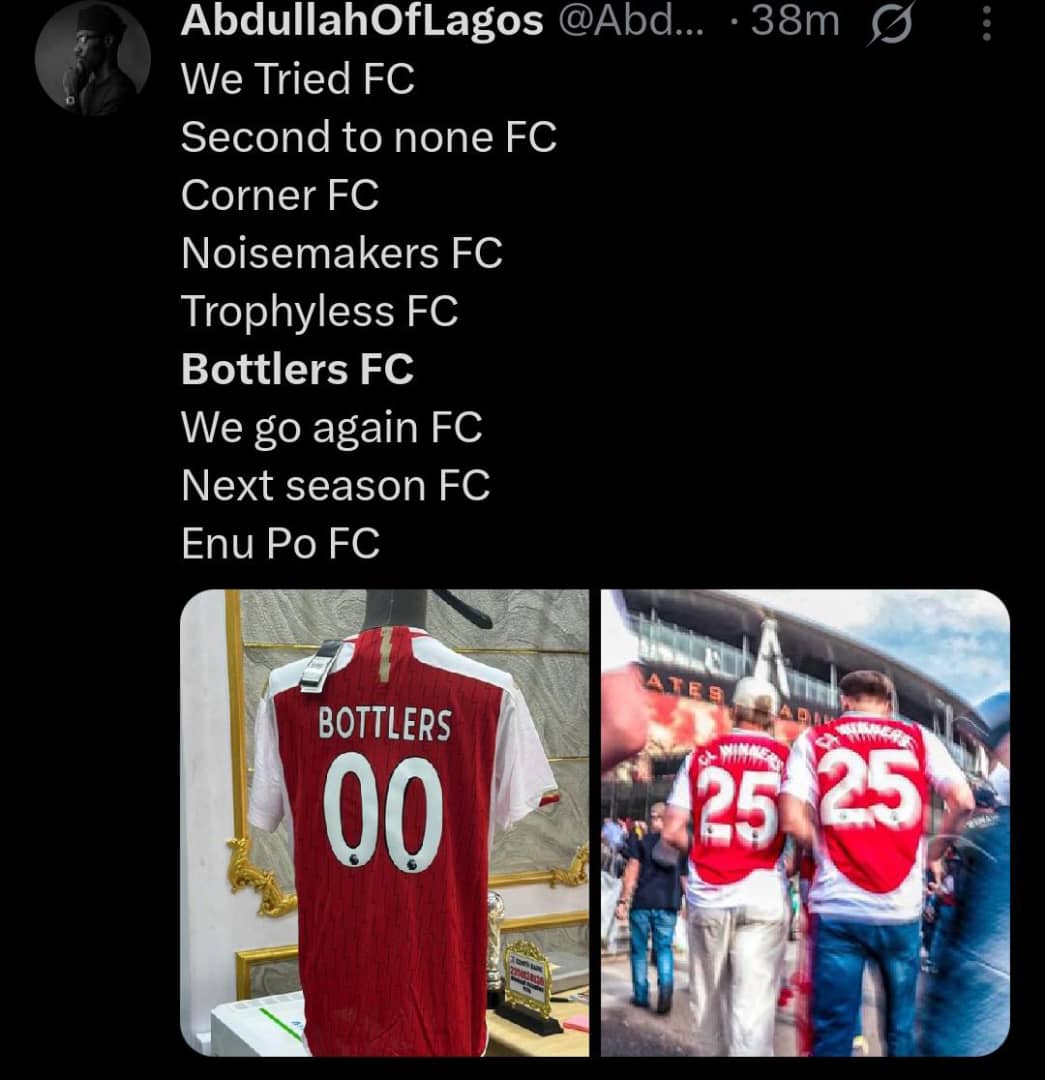 AbdullahOfLagos @Abd... · 38m
We Tried FC
Second to none FC
Corner FC
Noisemakers FC
Trophyless FC
Bottlers FC
We go again FC
Next season FC
Enu Po FC
BOTTLERS
00
ATES
ADIU
CL WINNERS
25
CL WINNERS
25